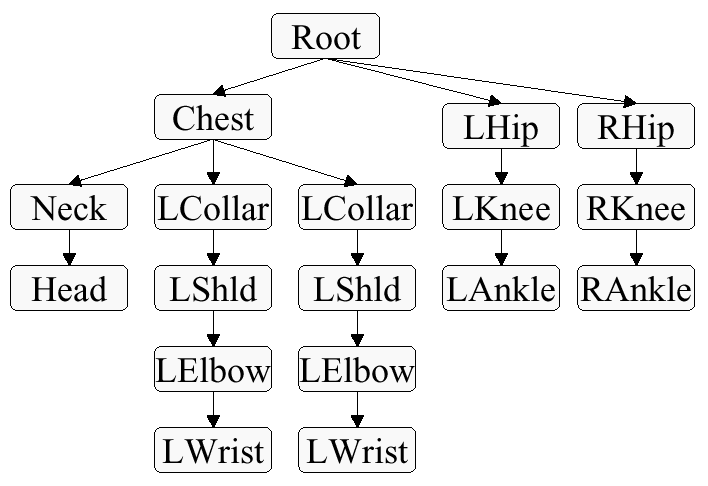 Root
Chest
LHip
RHip
Neck
LCollar
LCollar
LKnee
RKnee
Head
LShld
LShld
LAnkle
RAnkle
LElbow
LElbow
LWrist
LWrist